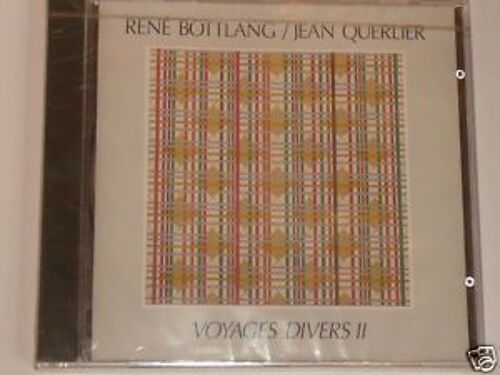 RENÉ BOTTLANG / JEAN QUERLIER
VOYAGES DIVERS II